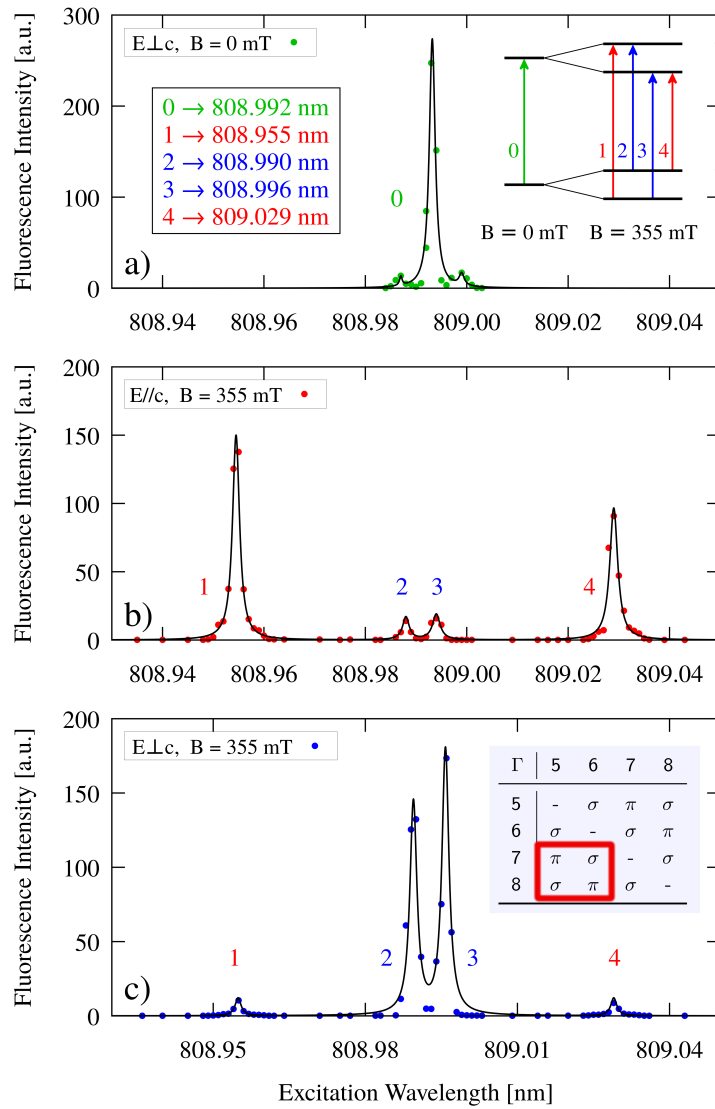 Fluorescence Intensity [a.u.]
300
200
100
0
E⊥c, B = 0 mT
0 → 808.992 nm
1 → 808.955 nm
2 → 808.990 nm
3 → 808.996 nm
4 → 809.029 nm
0
0
1 2 3 4
B = 0 mT B = 355 mT
a)
808.94 808.96 808.98 809.00 809.02 809.04
Fluorescence Intensity [a.u.]
200
150
100
50
0
E//c, B = 355 mT
1 2 3 4
b)
808.94 808.96 808.98 809.00 809.02 809.04
Fluorescence Intensity [a.u.]
200
150
100
50
0
E⊥c, B = 355 mT
Γ 5 6 7 8
5 - σ π σ
6 σ - σ π
7 π σ - σ
8 σ π σ -
1 2 3 4
c)
808.95 808.98 809.01 809.04
Excitation Wavelength [nm]